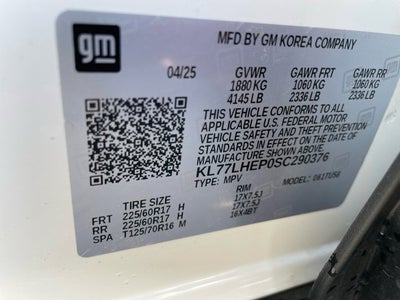 gm
MFD BY GM KOREA COMPANY
04/25 GVWR GAWR FRT GAWR RR
1880 KG 1060 KG 1060 KG
4145 LB 2336 LB 2336 LB
THIS VEHICLE CONFORMS TO ALL
APPLICABLE U.S. FEDERAL MOTOR
VEHICLE SAFETY AND THEFT
PREVENTION STANDARDS IN EFFECT
ON THE DATE OF MANUFACTURE
SHOWN ABOVE.
KL77LHEP0SC290376
TYPE: MPV MODEL: 081TUS8
TIRE SIZE RIM
FRT 225/60R17 H 17X7.5J
RR 225/60R17 H 17X7.5J
SPA T125/70R16 M 16X4BT